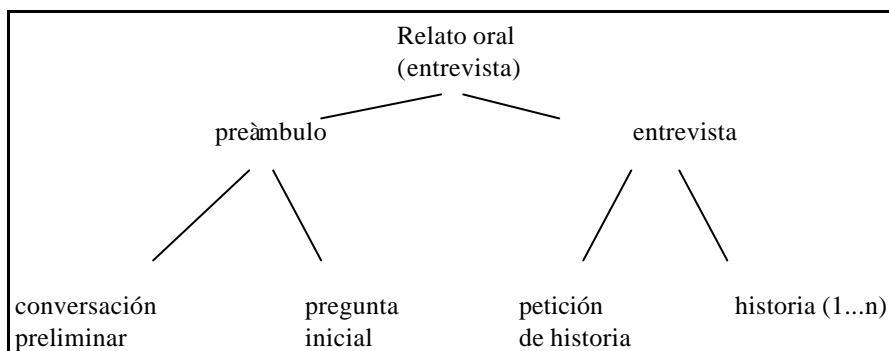 Relato oral
(entrevista)
preàmbulo
entrevista
conversación
preliminar
pregunta
inicial
petición
de historia
historia (1...n)